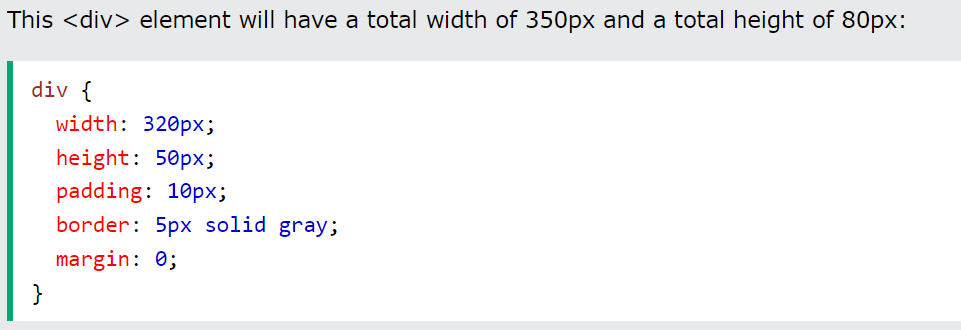 This <div> element will have a total width of 350px and a total height of 80px:
div {
  width: 320px;
  height: 50px;
  padding: 10px;
  border: 5px solid gray;
  margin: 0;
}